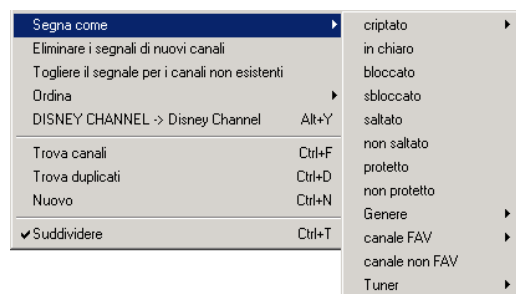 Segna come
Eliminare i segnali di nuovi canali
Togliere il segnale per i canali non esistenti
Ordina
DISNEY CHANNEL -> Disney Channel Alt+Y
Trova canali Ctrl+F
Trova duplicati Ctrl+D
Nuovo Ctrl+N
Suddividere Ctrl+T
criptato
in chiaro
bloccato
sbloccato
saltato
non saltato
protetto
non protetto
Genere
canale FAV
canale non FAV
Tuner